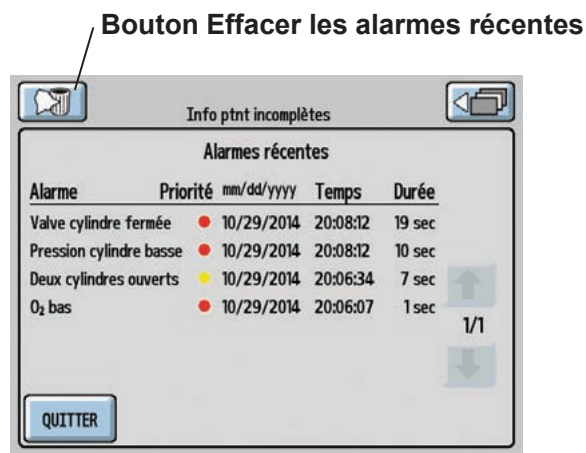 Bouton Effacer les alarmes récentes
Info ptnt incomplètes
Alarmes récentes
Alarme Priorité mm/dd/yyyy Temps Durée
Valve cylindre fermée 10/29/2014 20:08:12 19 sec
Pression cylindre basse 10/29/2014 20:08:12 10 sec
Deux cylindres ouverts 10/29/2014 20:06:34 7 sec
O₂ bas 10/29/2014 20:06:07 1 sec
1/1
QUITTER